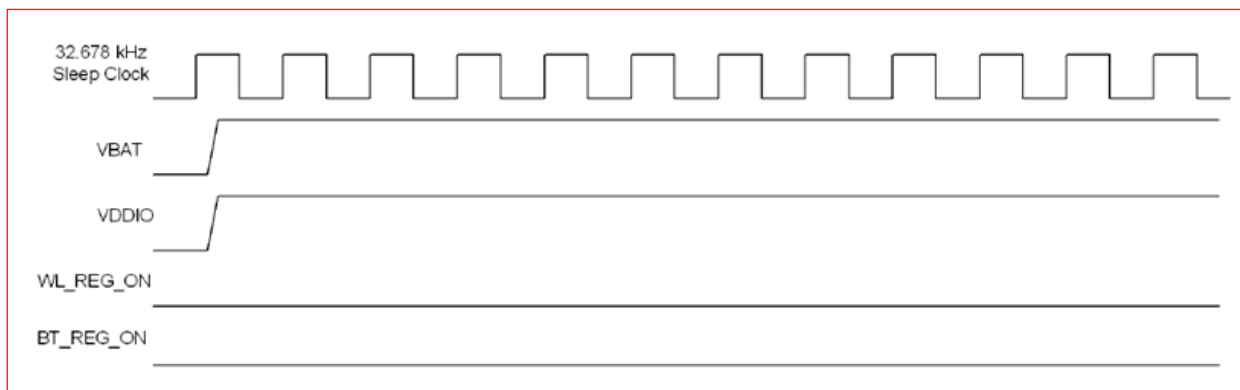 32.678 kHz
Sleep Clock
VBAT
VDDIO
WL_REG_ON
BT_REG_ON